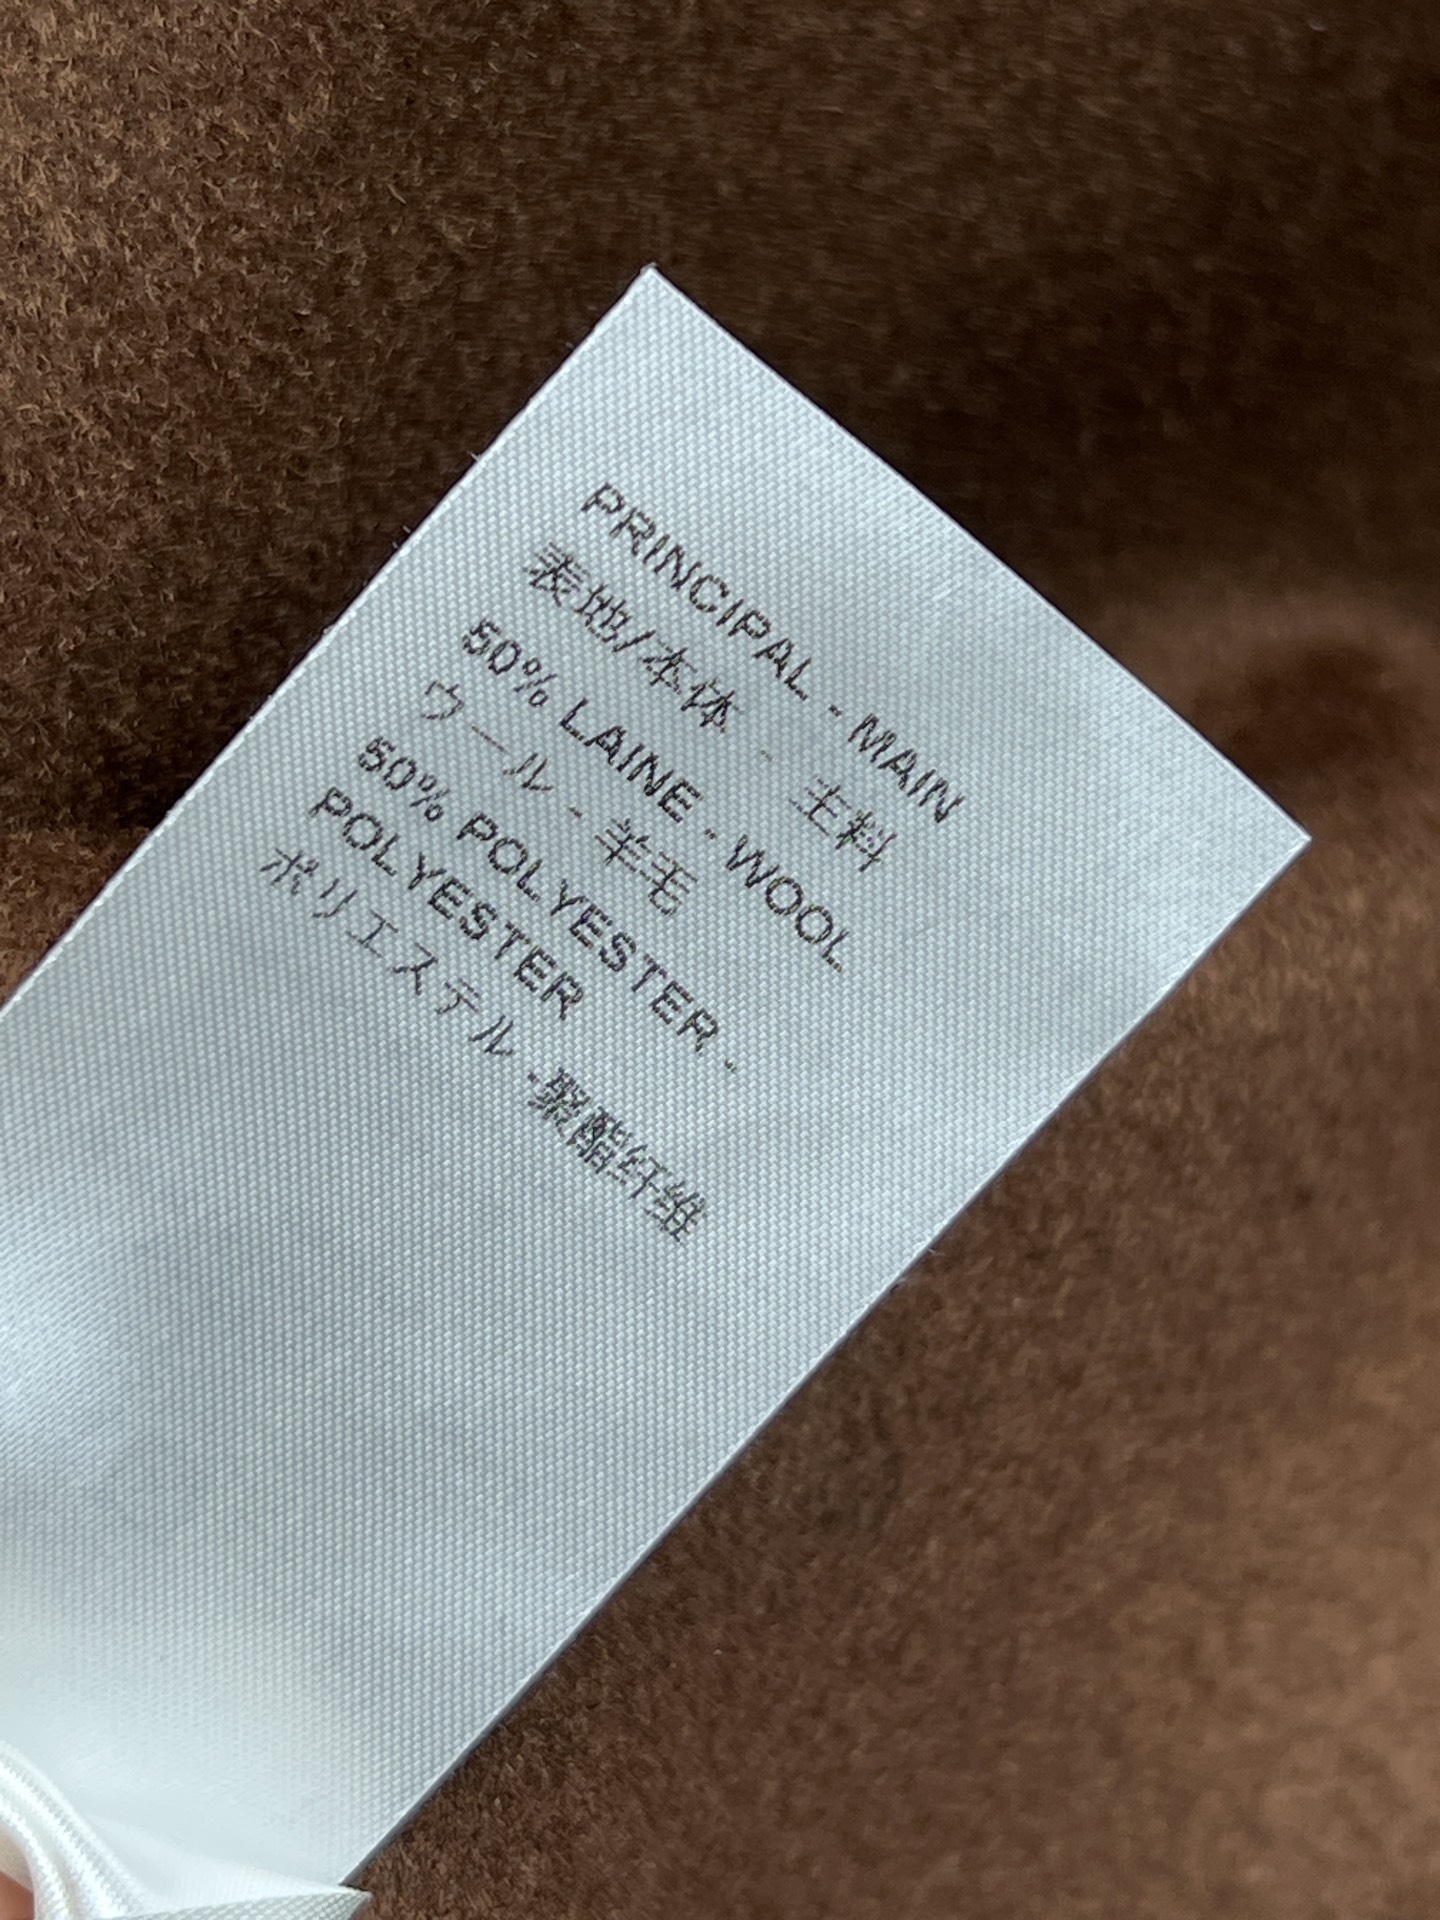 PRINCIPAL - MAIN
表地/本体 - 主料
50% LAINE - WOOL
ウール - 羊毛
50% POLYESTER -
POLYESTER
ポリエステル -聚酯纤维